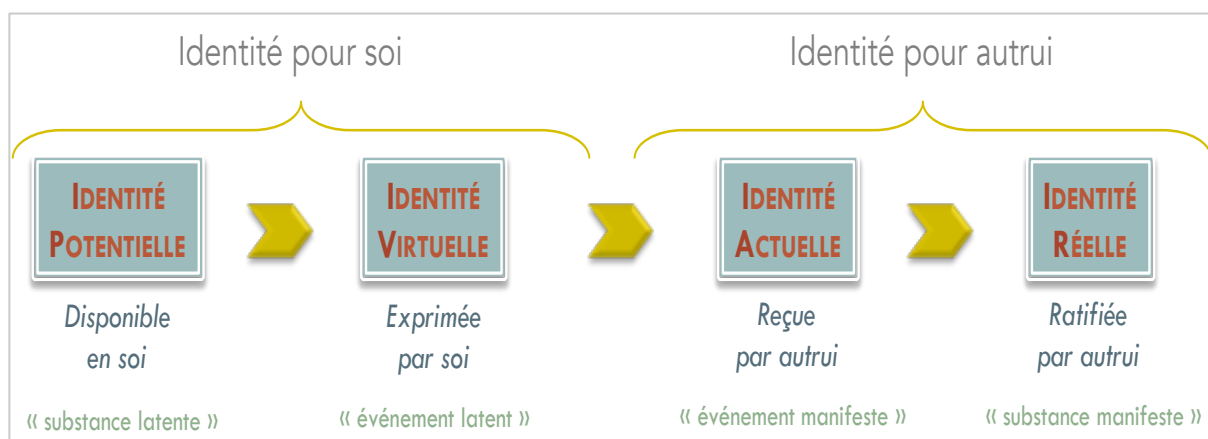 Identité pour soi
Identité pour autrui
IDENTITÉ
POTENTIELLE
IDENTITÉ
VIRTUELLE
IDENTITÉ
ACTUELLE
IDENTITÉ
RÉELLE
Disponible
en soi
Exprimée
par soi
Reçue
par autrui
Ratifiée
par autrui
« substance latente »
« événement latent »
« événement manifeste »
« substance manifeste »